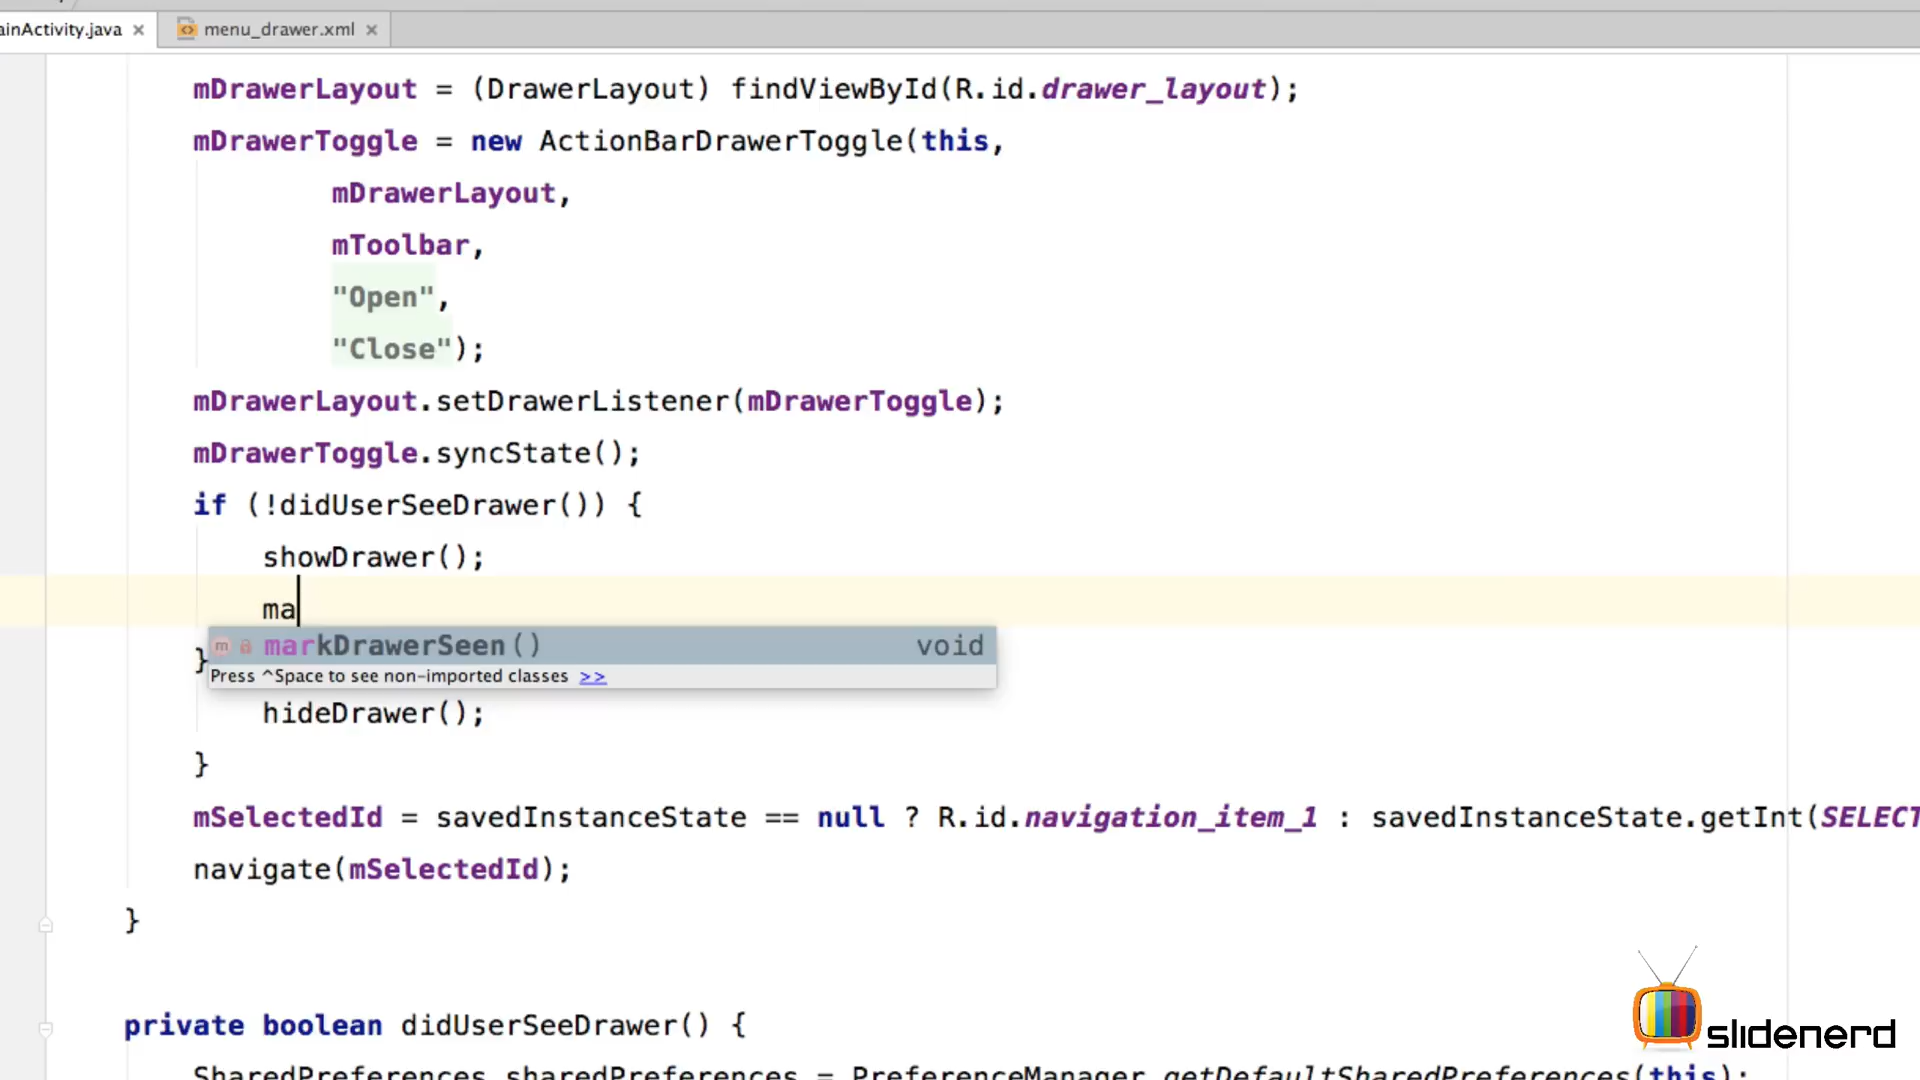 ainActivity.java
menu_drawer.xml
mDrawerLayout = (DrawerLayout) findViewById(R.id.drawer_layout);
mDrawerToggle = new ActionBarDrawerToggle(this,
mDrawerLayout,
mToolbar,
"Open",
"Close");
mDrawerLayout.setDrawerListener(mDrawerToggle);
mDrawerToggle.syncState();
if (!didUserSeeDrawer()) {
showDrawer();
ma
m markDrawerSeen() void
}
Press ^Space to see non-imported classes >>
hideDrawer();
}
mSelectedId = savedInstanceState == null ? R.id.navigation_item_1 : savedInstanceState.getInt(SELECT
navigate(mSelectedId);
}
private boolean didUserSeeDrawer() {
SharedPreferences sharedPreferences = PreferenceManager.getDefaultSharedPreferences(this);
slidenerd